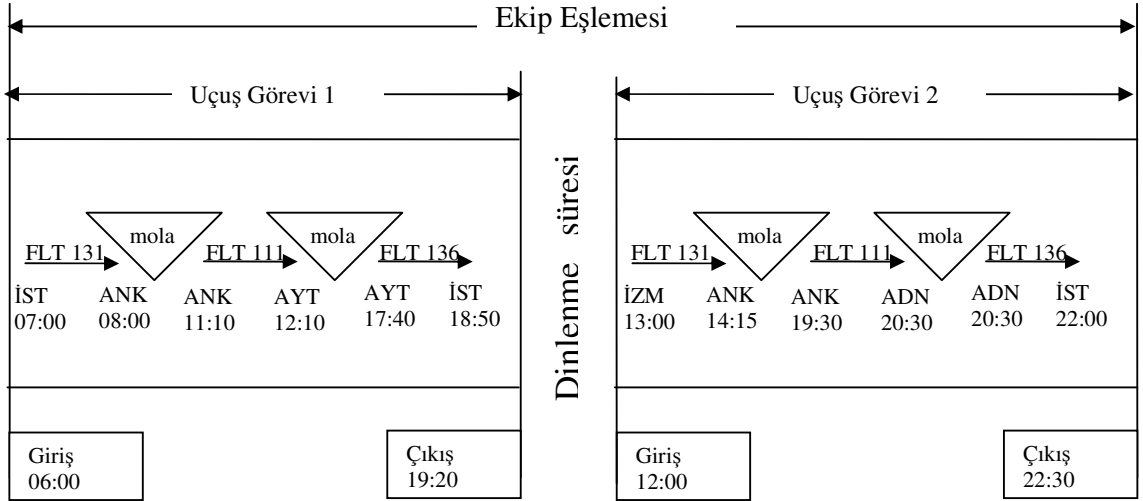 Ekip Eşlemesi
Uçuş Görevi 1
Uçuş Görevi 2
mola
mola
FLT 131
FLT 111
FLT 136
İST
07:00
ANK
08:00
ANK
11:10
AYT
12:10
AYT
17:40
İST
18:50
Dinlenme süresi
mola
mola
FLT 131
FLT 111
FLT 136
İZM
13:00
ANK
14:15
ANK
19:30
ADN
20:30
ADN
20:30
İST
22:00
Giriş
06:00
Çıkış
19:20
Giriş
12:00
Çıkış
22:30